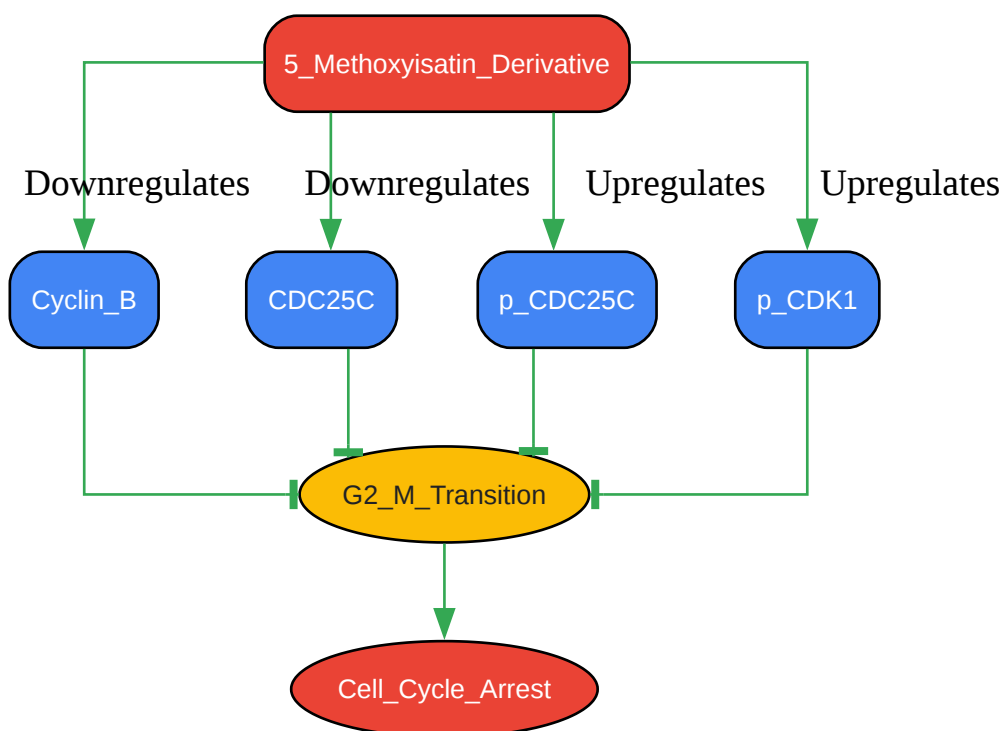 5_Methoxyisatin_Derivative
Downregulates
Downregulates
Upregulates
Upregulates
Cyclin_B
CDC25C
p_CDC25C
p_CDK1
G2_M_Transition
Cell_Cycle_Arrest